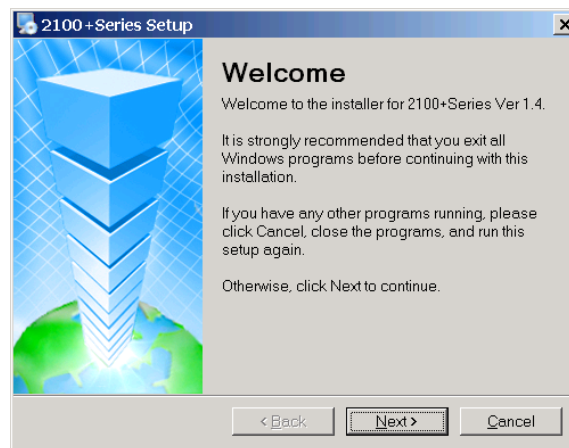 2100+Series Setup
Welcome
Welcome to the installer for 2100+Series Ver 1.4.
It is strongly recommended that you exit all
Windows programs before continuing with this
installation.
If you have any other programs running, please
click Cancel, close the programs, and run this
setup again.
Otherwise, click Next to continue.
< Back
Next >
Cancel